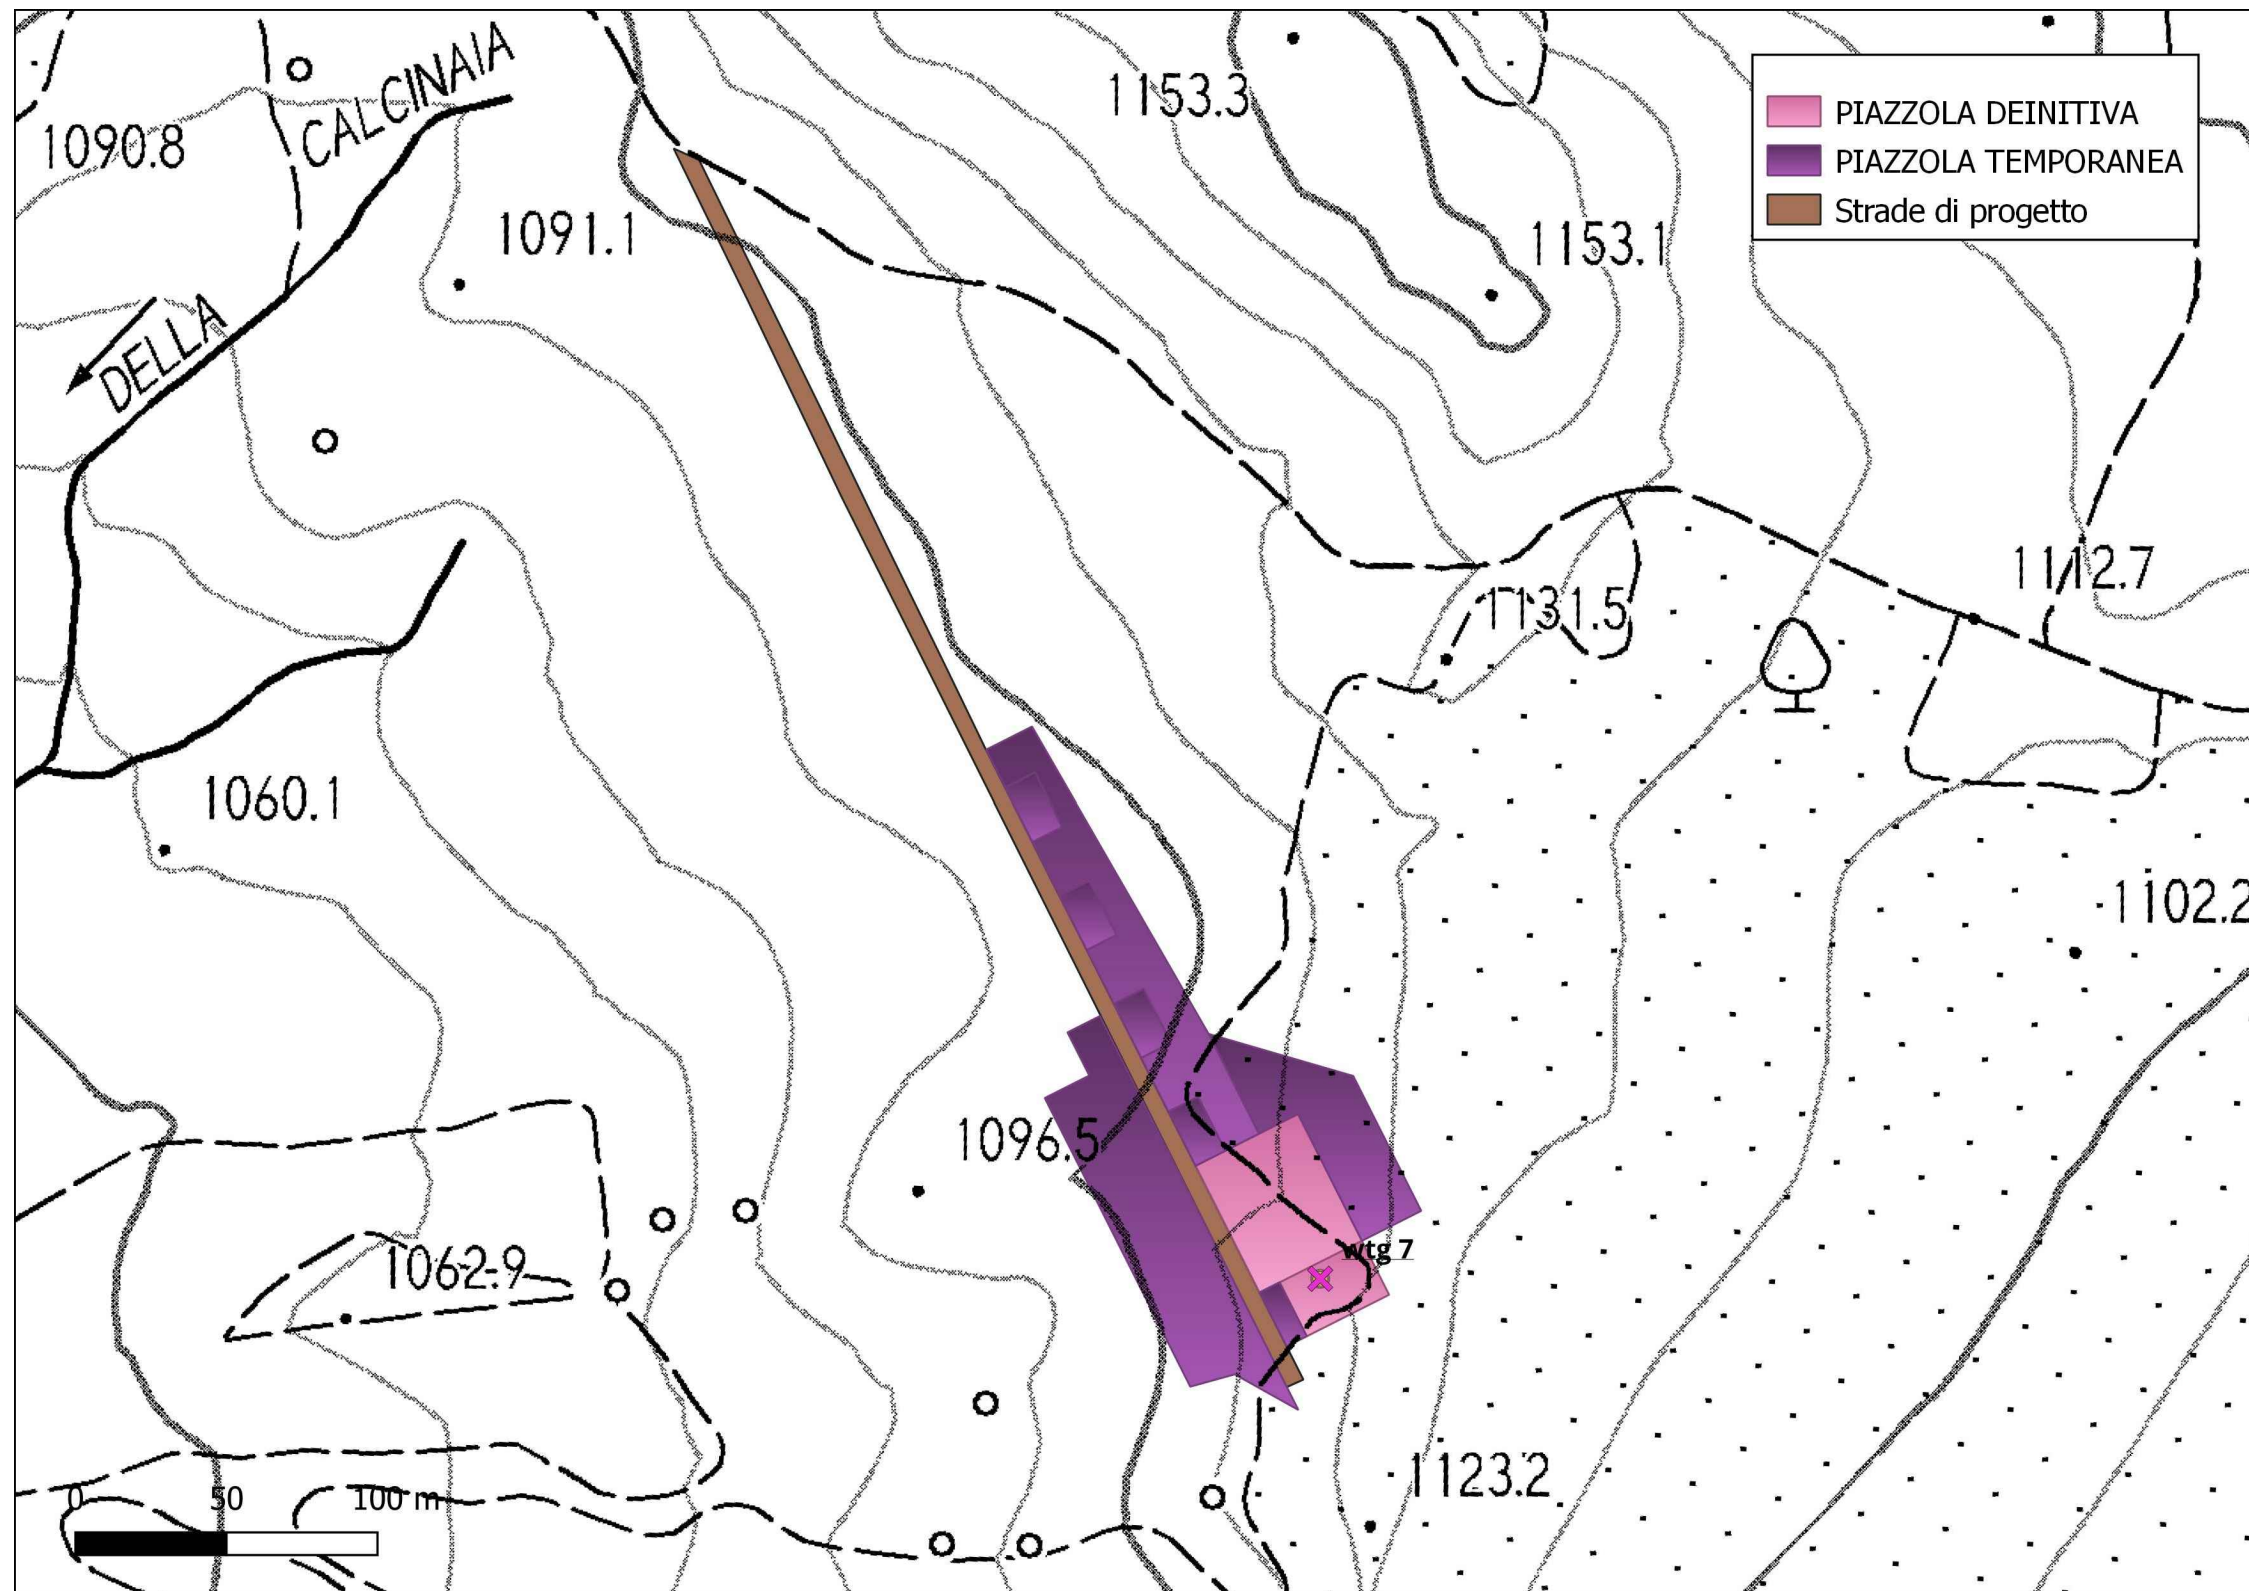 CALCINAIA
1153.3
1090.8
PIAZZOLA DEINITIVA
PIAZZOLA TEMPORANEA
Strade di progetto
1091.1
1153.1
DELLA
1112.7
1131.5
1060.1
1102.2
1096.5
wtg 7
1062.9
1123.2
0 50 100 m